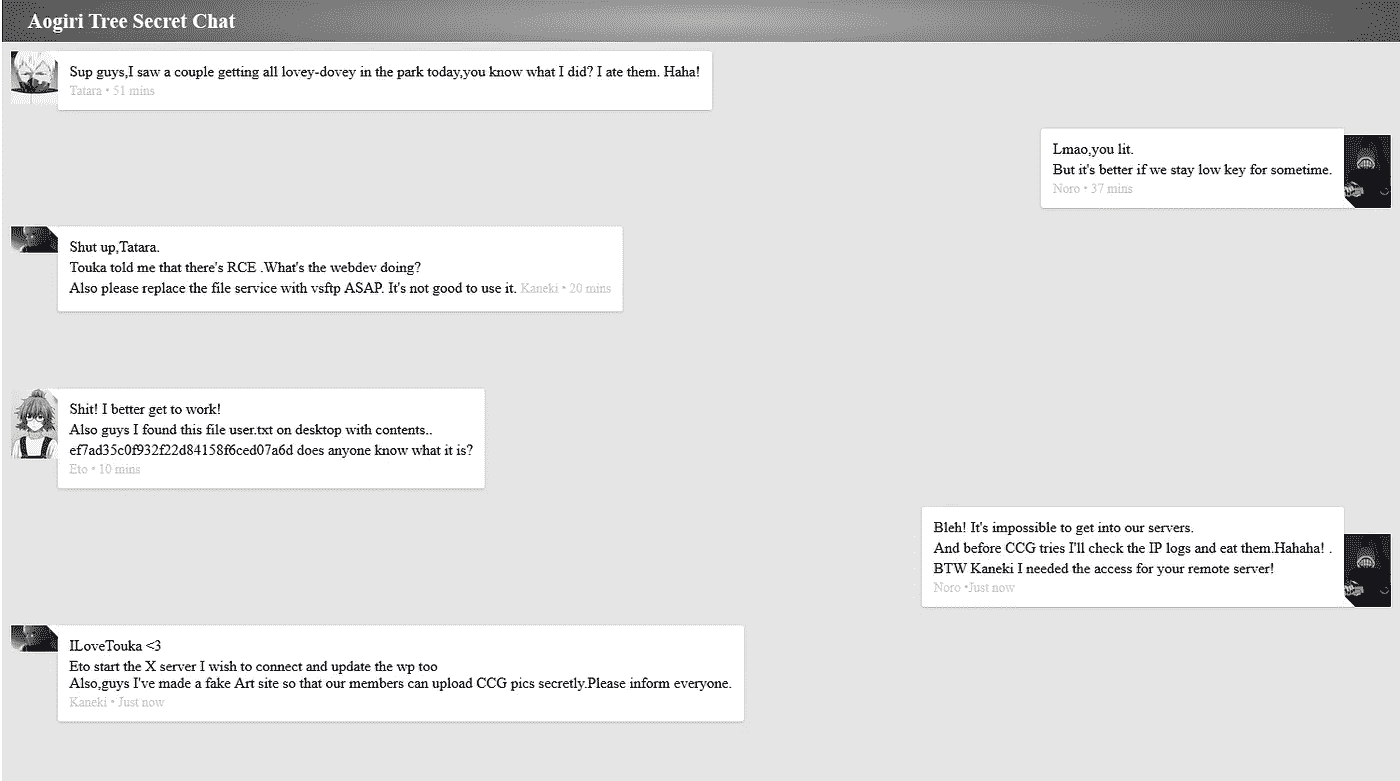 Aogiri Tree Secret Chat
Sup guys,I saw a couple getting all lovey-dovey in the park today,you know what I did? I ate them. Haha!
Tatara • 51 mins
Lmao,you lit.
But it's better if we stay low key for sometime.
Noro • 37 mins
Shut up,Tatara.
Touka told me that there's RCE .What's the webdev doing?
Also please replace the file service with vsftp ASAP. It's not good to use it. Kaneki • 20 mins
Shit! I better get to work!
Also guys I found this file user.txt on desktop with contents..
ef7ad35c0f932f22d84158f6ced07a6d does anyone know what it is?
Eto • 10 mins
Bleh! It's impossible to get into our servers.
And before CCG tries I'll check the IP logs and eat them.Hahaha! .
BTW Kaneki I needed the access for your remote server!
Noro •Just now
ILoveTouka <3
Eto start the X server I wish to connect and update the wp too
Also,guys I've made a fake Art site so that our members can upload CCG pics secretly.Please inform everyone.
Kaneki • Just now